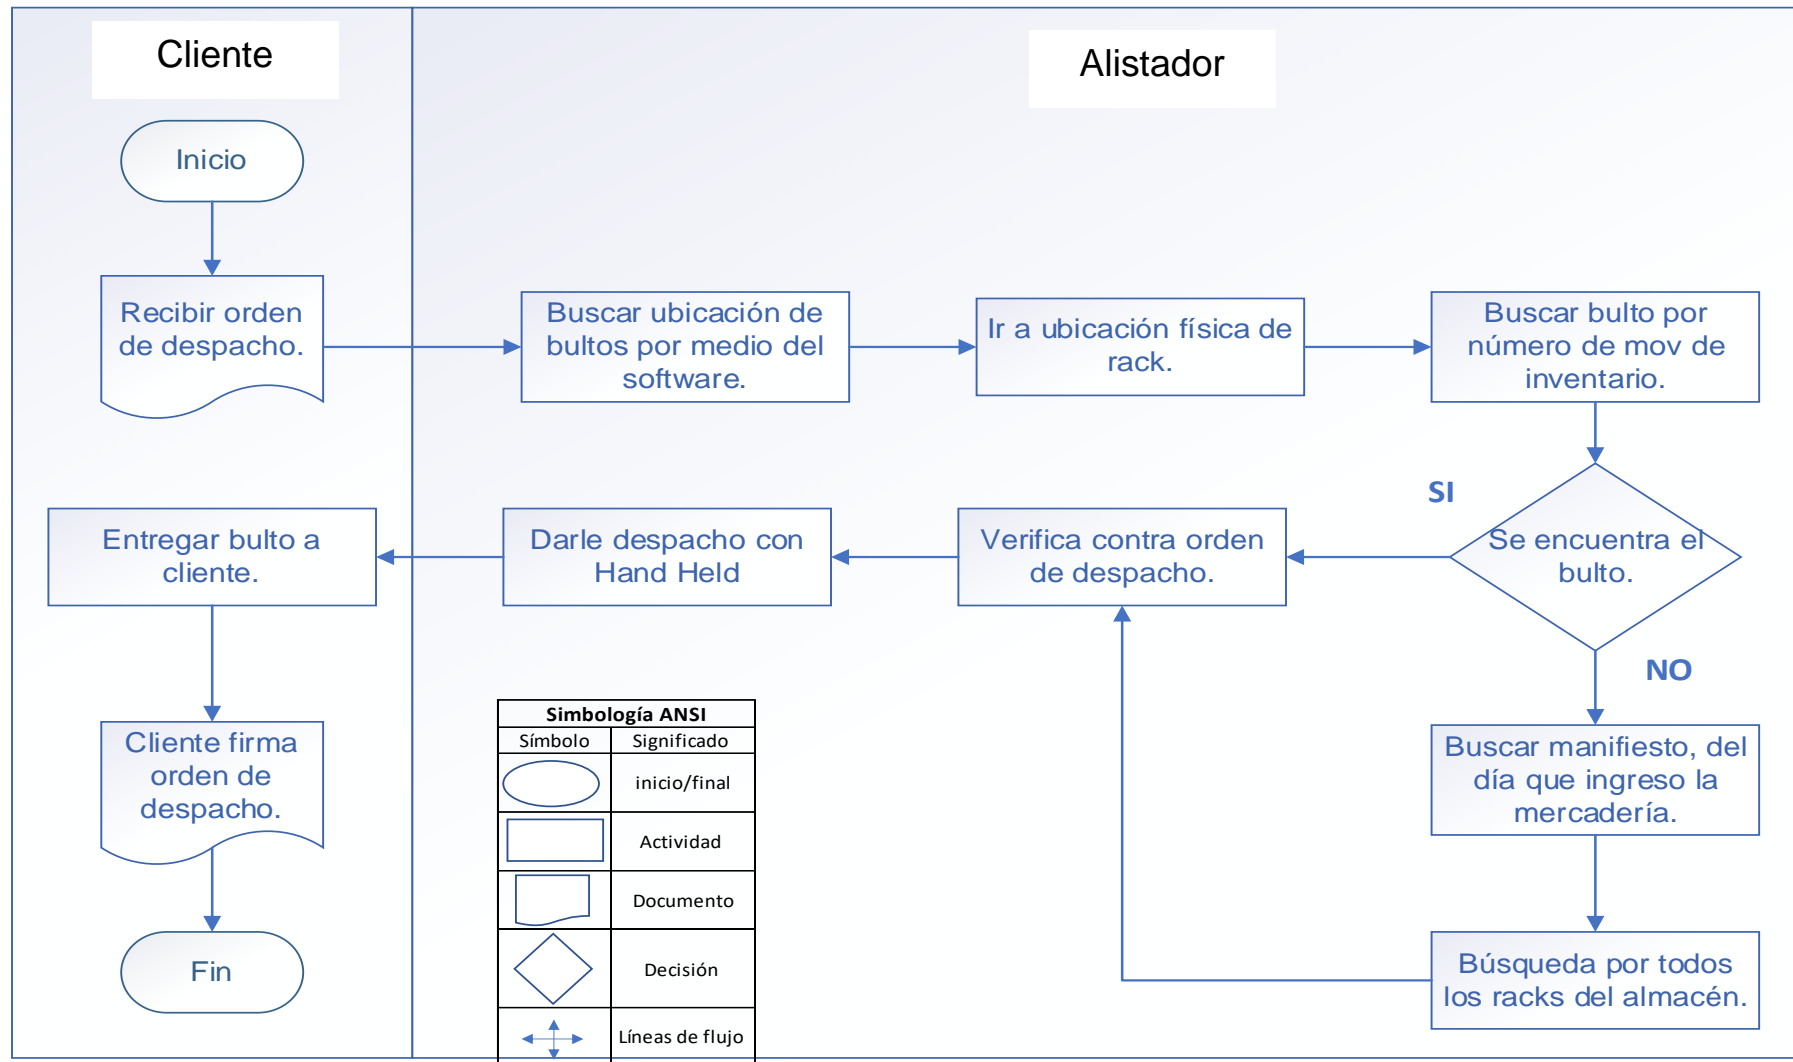 Cliente
Alistador
Inicio
Recibir orden
de despacho.
Buscar ubicación de
bultos por medio del
software.
Ir a ubicación física de
rack.
Buscar bulto por
número de mov de
inventario.
SI
Se encuentra el
bulto.
NO
Verifica contra orden
de despacho.
Darle despacho con
Hand Held
Entregar bulto a
cliente.
Cliente firma
orden de
despacho.
Fin
Buscar manifiesto, del
día que ingreso la
mercadería.
Búsqueda por todos
los racks del almacén.
Simbología ANSI
Símbolo Significado
inicio/final
Actividad
Documento
Decisión
Líneas de flujo